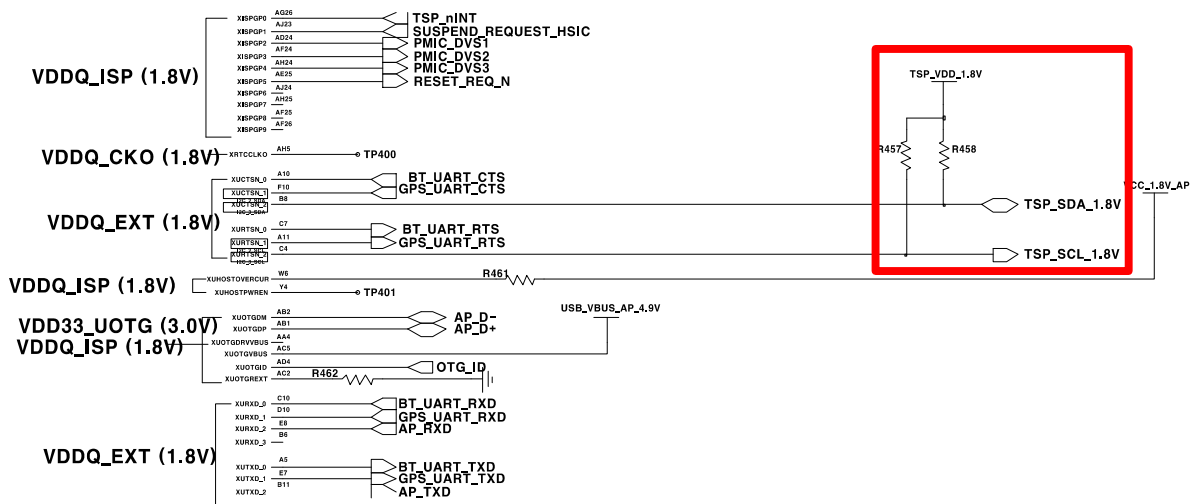 XISPGP0 AG26 TSP_nINT
XISPGP1 AJ23 SUSPEND_REQUEST_HSIC
XISPGP2 AD24 PMIC_DVS1
XISPGP3 AF24 PMIC_DVS2
XISPGP4 AH24 PMIC_DVS3
XISPGP5 AE25 RESET_REQ_N
XISPGP6 AJ24
XISPGP7 AH25
XISPGP8 AF25
XISPGP9 AF26
VDDQ_ISP (1.8V)
TSP_VDD_1.8V
R457 R458
VDDQ_CKO (1.8V) XRTCCLKO AH5 TP400
XUCTSN_0 A10 BT_UART_CTS
XUCTSN_1 F10 GPS_UART_CTS
I2C_2_SDA
XUCTSN_2 B8 TSP_SDA_1.8V
VCC_1.8V_AP
VDDQ_EXT (1.8V)
XURTSN_0 C7 BT_UART_RTS
XURTSN_1 A11 GPS_UART_RTS
I2C_2_SCL
XURTSN_2 C4 TSP_SCL_1.8V
VDDQ_ISP (1.8V)
XUHOSTOVERCUR W6 R461
XUHOSTPWREN Y4 TP401
USB_VBUS_AP_4.9V
VDD33_UOTG (3.0V)
VDDQ_ISP (1.8V)
XUOTGDM AB2 AP_D-
XUOTGDP AB1 AP_D+
XUOTGDRVVBUS AA4
XUOTGVBUS AC5
XUOTGID AD4 OTG_ID
XUOTGREXT AC2 R462
XURXD_0 C10 BT_UART_RXD
XURXD_1 D10 GPS_UART_RXD
XURXD_2 E8 AP_RXD
XURXD_3 B6
VDDQ_EXT (1.8V)
XUTXD_0 A5 BT_UART_TXD
XUTXD_1 E7 GPS_UART_TXD
XUTXD_2 B11 AP_TXD